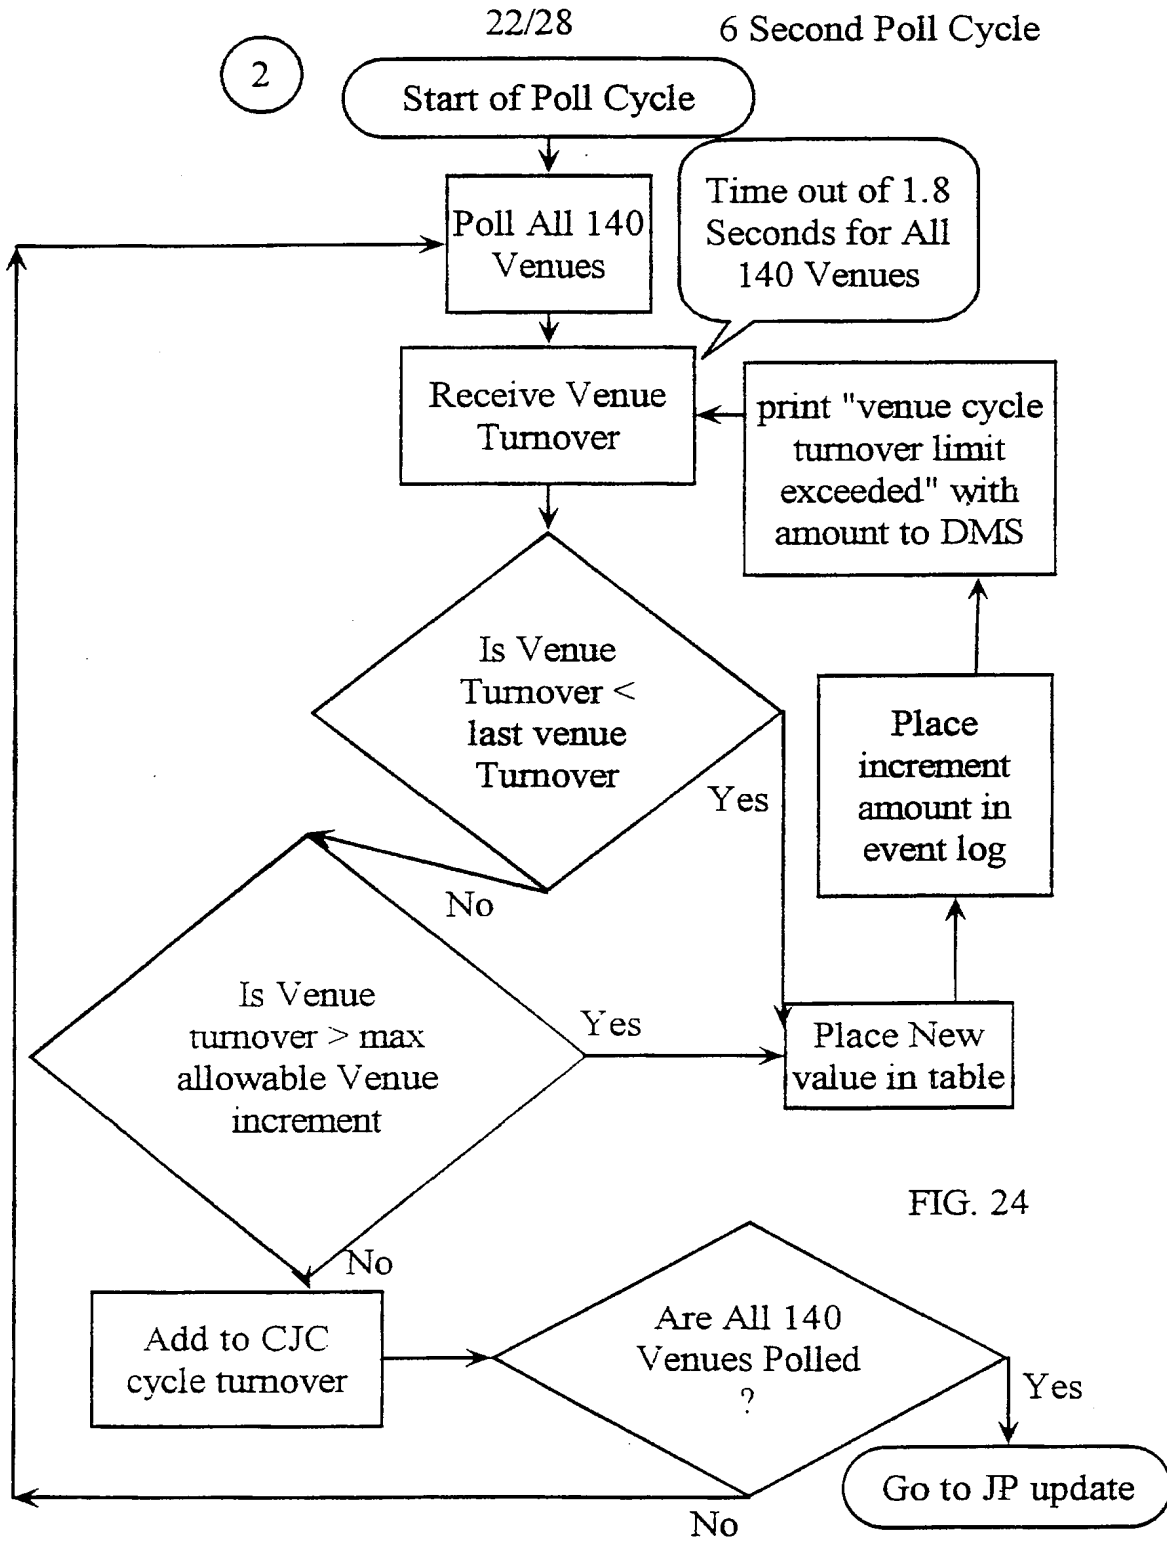 22/28
6 Second Poll Cycle
2
Start of Poll Cycle
Time out of 1.8
Seconds for All
140 Venues
Poll All 140
Venues
Receive Venue
Turnover
print "venue cycle
turnover limit
exceeded" with
amount to DMS
Is Venue
Turnover <
last venue
Turnover
Yes
No
Place
increment
amount in
event log
Is Venue
turnover > max
allowable Venue
increment
Yes
No
Place New
value in table
FIG. 24
Add to CJC
cycle turnover
Are All 140
Venues Polled
?
Yes
No
Go to JP update